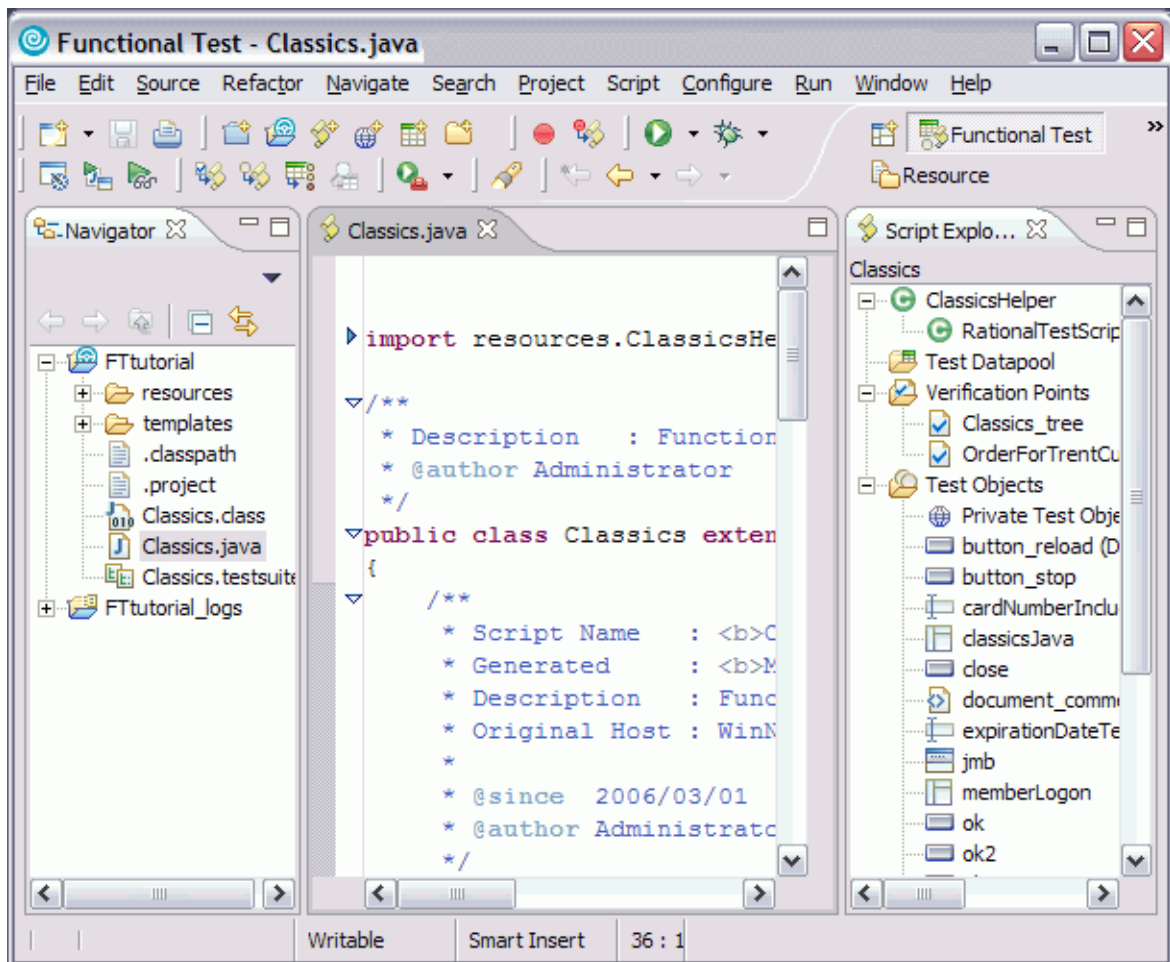 Functional Test - Classics.java
File Edit Source Refactor Navigate Search Project Script Configure Run Window Help
Functional Test
»
Resource
Navigator
FTtutorial
resources
templates
.classpath
.project
Classics.class
Classics.java
Classics.testsuite
FTtutorial_logs
Classics.java
import resources.ClassicsHe
/**
* Description : Function
* @author Administrator
*/
public class Classics exten
{
/**
* Script Name : <b>C
* Generated : <b>M
* Description : Func
* Original Host : WinN
*
* @since 2006/03/01
* @author Administrato
*/
Script Explo...
Classics
ClassicsHelper
RationalTestScrip
Test Datapool
Verification Points
Classics_tree
OrderForTrentCu
Test Objects
Private Test Obje
button_reload (D
button_stop
cardNumberInclu
classicsJava
close
document_comme
expirationDateTe
jmb
memberLogon
ok
ok2
Writable Smart Insert 36 : 1